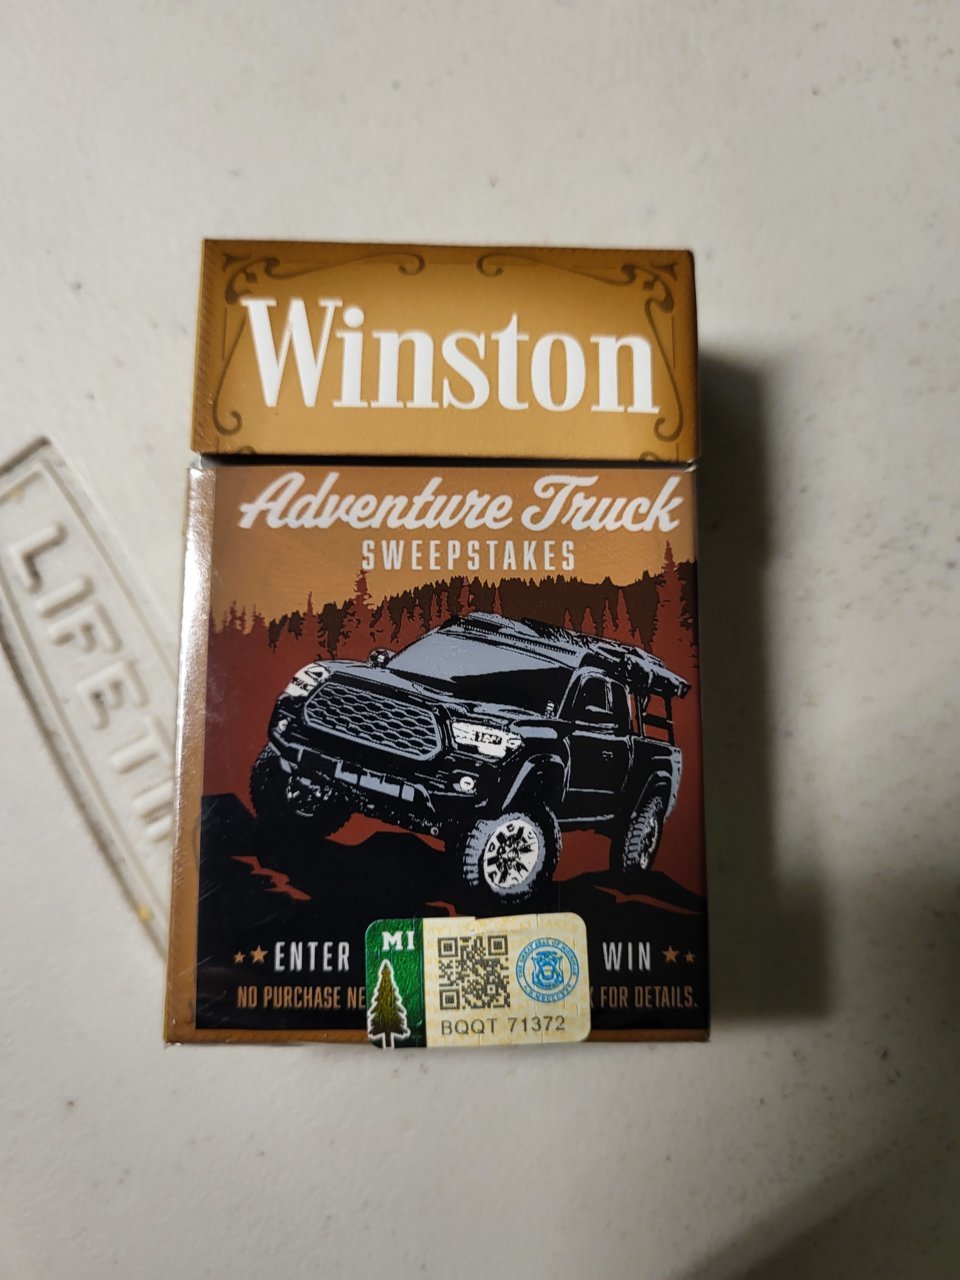 Winston
Adventure Truck
SWEEPSTAKES
LIFETI
ENTER
WIN
NO PURCHASE NE
FOR DETAILS.
MI
BQQT 71372